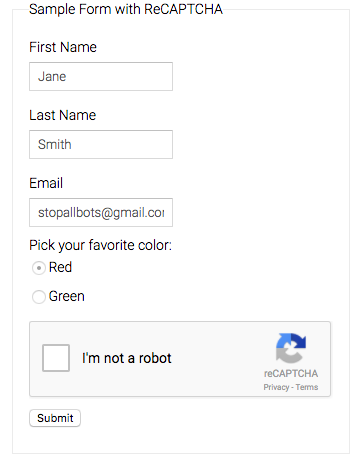 Sample Form with ReCAPTCHA
First Name
Jane
Last Name
Smith
Email
stopallbots@gmail.co
Pick your favorite color:
Red
Green
I'm not a robot
reCAPTCHA
Privacy - Terms
Submit